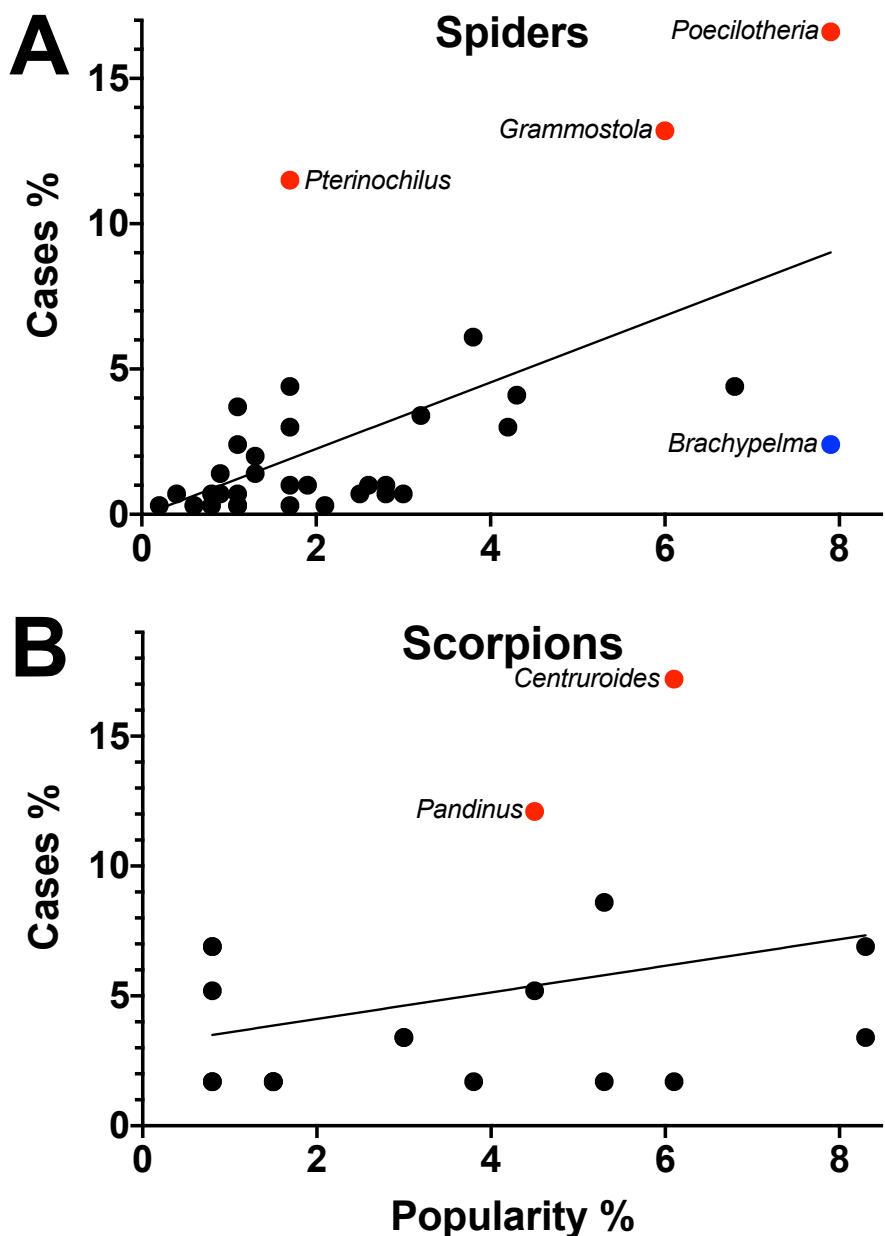 A
Spiders
Poecilotheria
Grammostola
Pterinochilus
Brachypelma
Cases %
15
10
5
0
0 2 4 6 8
B
Scorpions
Centruroides
Pandinus
Cases %
15
10
5
0
0 2 4 6 8
Popularity %